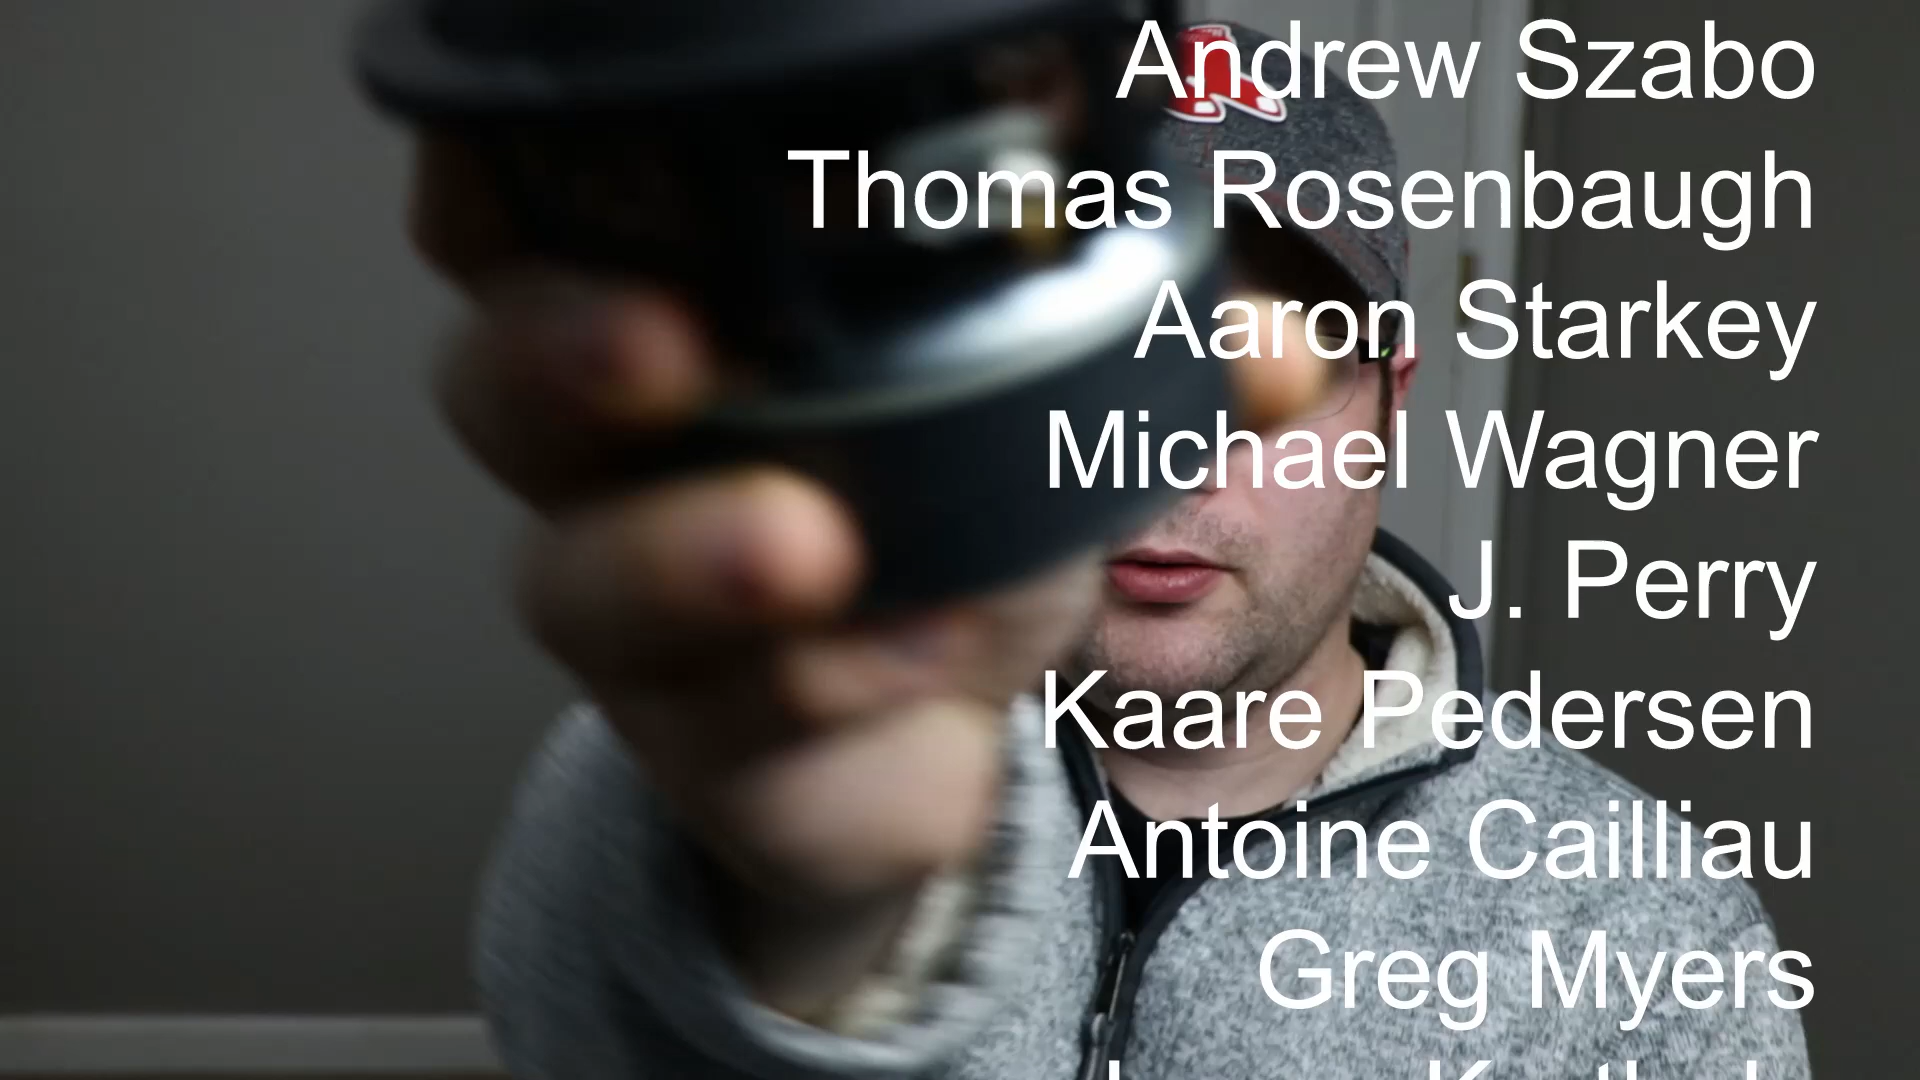 Andrew Szabo
Thomas Rosenbaugh
Aaron Starkey
Michael Wagner
J. Perry
Kaare Pedersen
Antoine Cailliau
Greg Myers